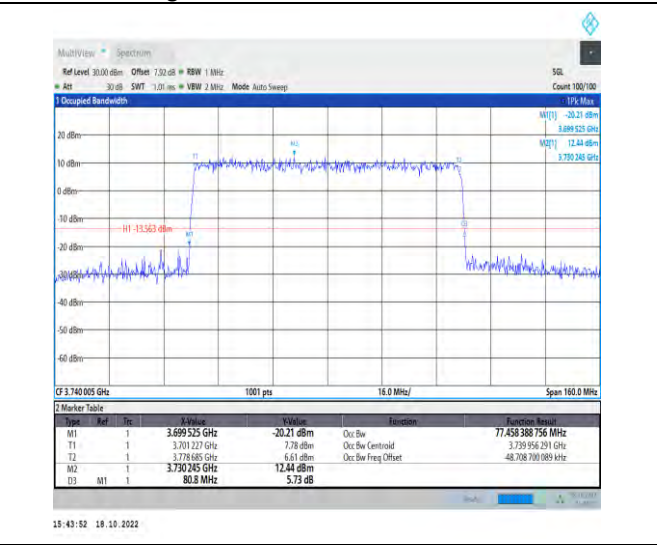 MultiView Spectrum
Ref Level 30.00 dBm Offset 7.92 dB RBW 1 MHz SGL
Att 30 dB SWT 1.01 ms VBW 2 MHz Mode Auto Sweep Count 100/100
1 Occupied Bandwidth 1Pk Max
M1[1] -20.21 dBm
3.699 525 GHz
20 dBm M2[1] 12.44 dBm
3.730 245 GHz
M2
T1 T2
10 dBm
0 dBm
-10 dBm
D3
H1 -13.563 dBm
M1
-20 dBm
-30 dBm
-40 dBm
-50 dBm
-60 dBm
CF 3.740 005 GHz 1001 pts 16.0 MHz/ Span 160.0 MHz
2 Marker Table
Type Ref Trc X-Value Y-Value Function Function Result
M1 1 3.699 525 GHz -20.21 dBm Occ Bw 77.458 388 756 MHz
T1 1 3.701 227 GHz 7.78 dBm Occ Bw Centroid 3.739 956 291 GHz
T2 1 3.778 685 GHz 6.61 dBm Occ Bw Freq Offset -48.708 700 089 kHz
M2 1 3.730 245 GHz 12.44 dBm
D3 M1 1 80.8 MHz 5.73 dB
15:43:52 18.10.2022